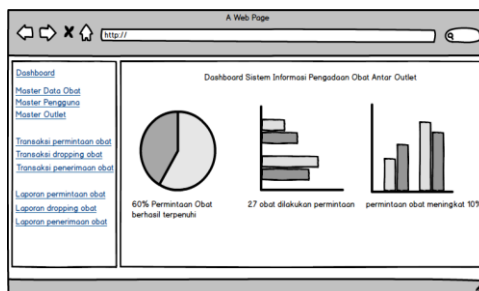 A Web Page
http://
Dashboard
Master Data Obat
Master Pengguna
Master Outlet
Transaksi permintaan obat
Transaksi dropping obat
Transaksi penerimaan obat
Laporan permintaan obat
Laporan dropping obat
Laporan penerimaan obat
Dashboard Sistem Informasi Pengadaan Obat Antar Outlet
60% Permintaan Obat
berhasil terpenuhi
27 obat dilakukan permintaan
permintaan obat meningkat 10%